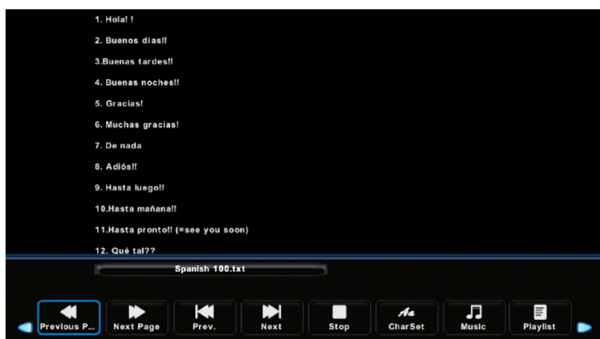 1. Hola! !
2. Buenos días!!
3.Buenas tardes!!
4. Buenas noches!!
5. Gracias!
6. Muchas gracias!
7. De nada
8. Adiós!!
9. Hasta luego!!
10.Hasta mañana!!
11.Hasta pronto!! (=see you soon)
12. Qué tal??
Spanish 100.txt
Previous P... Next Page Prev. Next Stop Aa CharSet Music Playlist